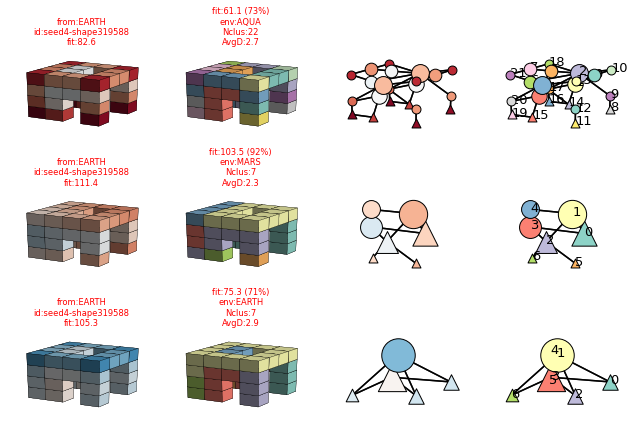 from:EARTH
id:seed4-shape319588
fit:82.6
fit:61.1 (73%)
env:AQUA
Nclus:22
AvgD:2.7
18
10
9
8
14
12
11
20
19
15
from:EARTH
id:seed4-shape319588
fit:111.4
fit:103.5 (92%)
env:MARS
Nclus:7
AvgD:2.3
4
1
3
0
2
6
5
from:EARTH
id:seed4-shape319588
fit:105.3
fit:75.3 (71%)
env:EARTH
Nclus:7
AvgD:2.9
4
1
5
0
2